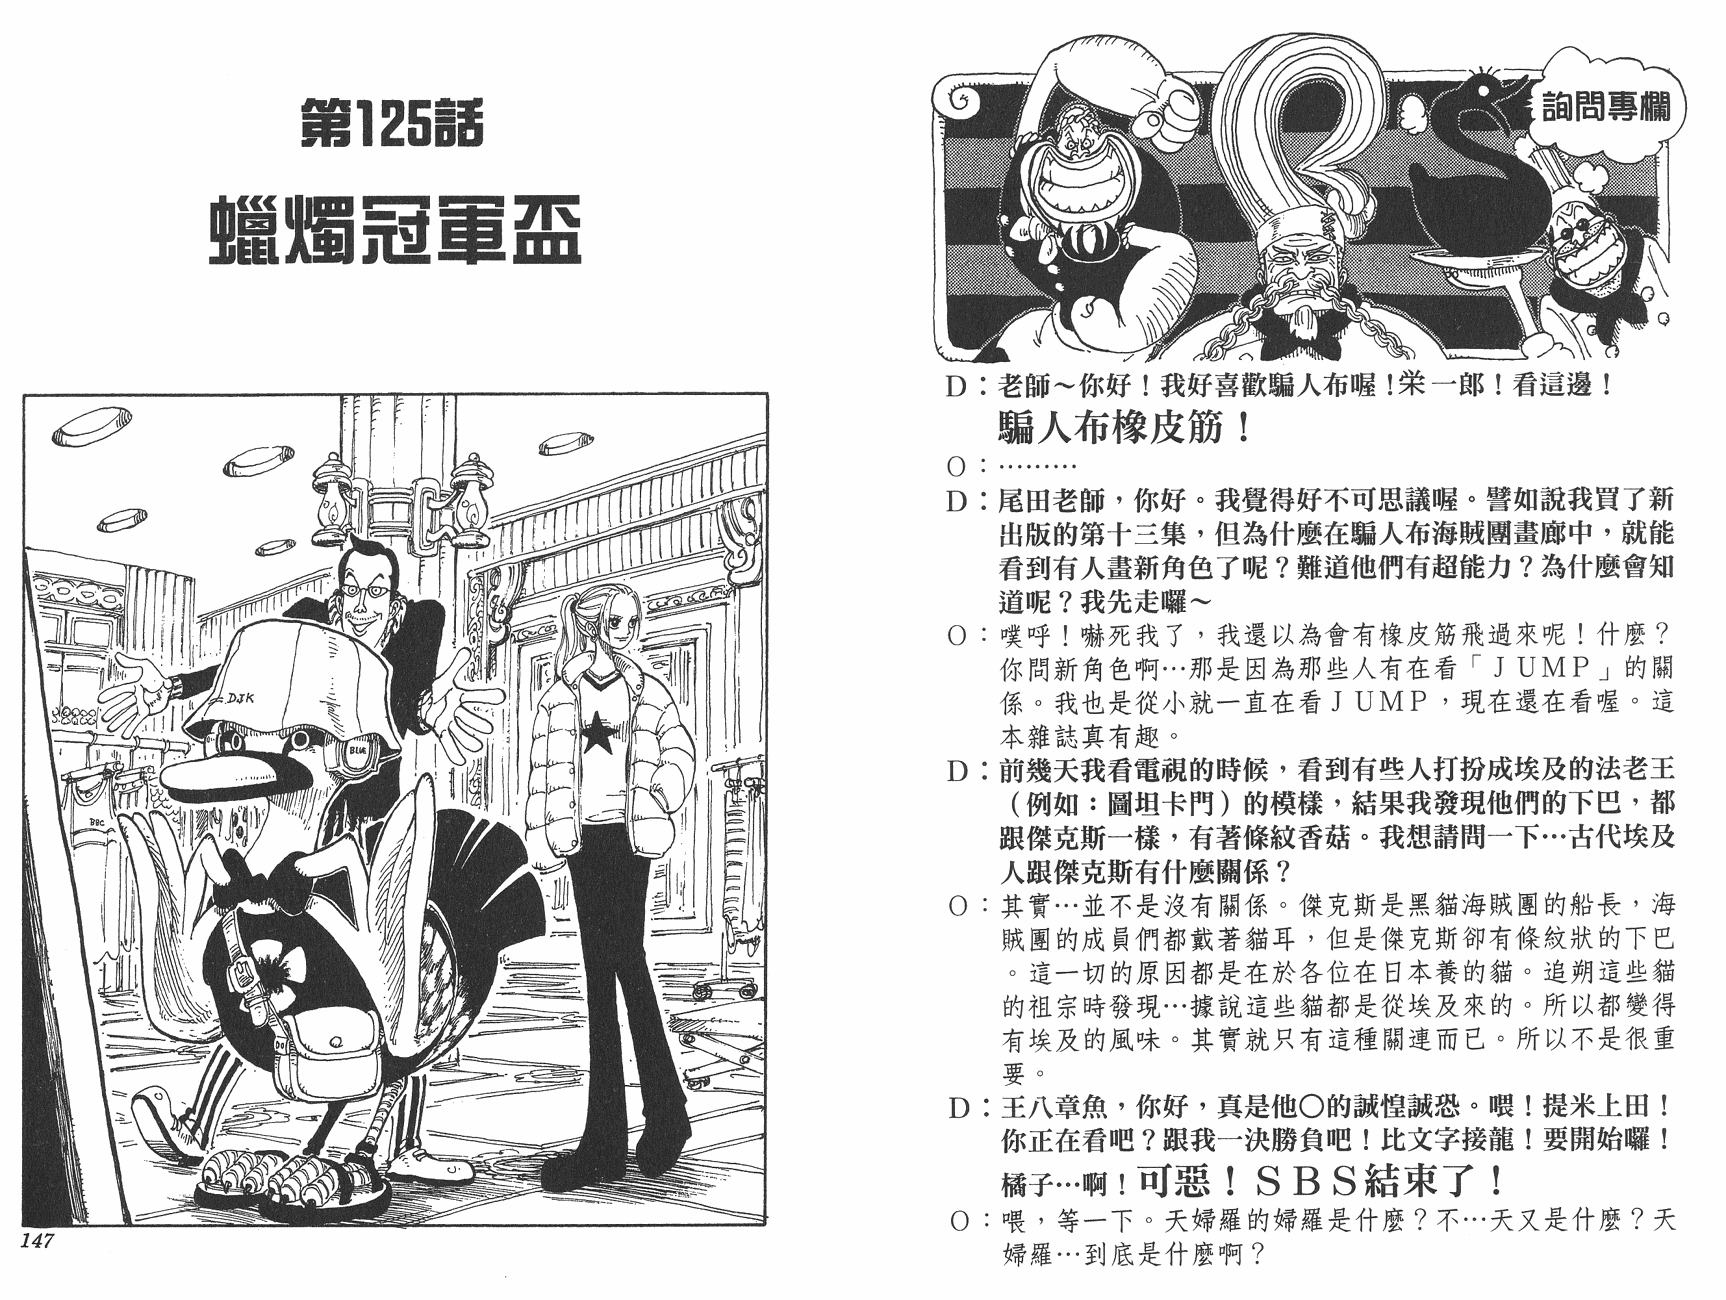 詢問專欄
D：老師～你好！我好喜歡騙人布喔！栄一郎！看這邊！
騙人布橡皮筋！
O：………
D：尾田老師，你好。我覺得好不可思議喔。譬如說我買了新
出版的第十三集，但為什麼在騙人布海賊團畫廊中，就能
看到有人畫新角色了呢？難道他們有超能力？為什麼會知
道呢？我先走囉～
O：噗呼！嚇死我了，我還以為會有橡皮筋飛過來呢！什麼？
你問新角色啊…那是因為那些人有在看「JUMP」的關
係。我也是從小就一直在看JUMP，現在還在看喔。這
本雜誌真有趣。
D：前幾天我看電視的時候，看到有些人打扮成埃及的法老王
（例如：圖坦卡門）的模樣，結果我發現他們的下巴，都
跟傑克斯一樣，有著條紋香菇。我想請問一下…古代埃及
人跟傑克斯有什麼關係？
O：其實…並不是沒有關係。傑克斯是黑貓海賊團的船長，海
賊團的成員們都戴著貓耳，但是傑克斯卻有條紋狀的下巴
。這一切的原因都是在於各位在日本養的貓。追朔這些貓
的祖宗時發現…據說這些貓都是從埃及來的。所以都變得
有埃及的風味。其實就只有這種關連而已。所以不是很重
要。
D：王八章魚，你好，真是他〇的誠惶誠恐。喂！提米上田！
你正在看吧？跟我一決勝負吧！比文字接龍！要開始囉！
橘子…啊！可惡！SBS結束了！
O：喂，等一下。天婦羅的婦羅是什麼？不…天又是什麼？天
婦羅…到底是什麼啊？
第125話
蠟燭冠軍盃
DJK
BLUE
BBC
147